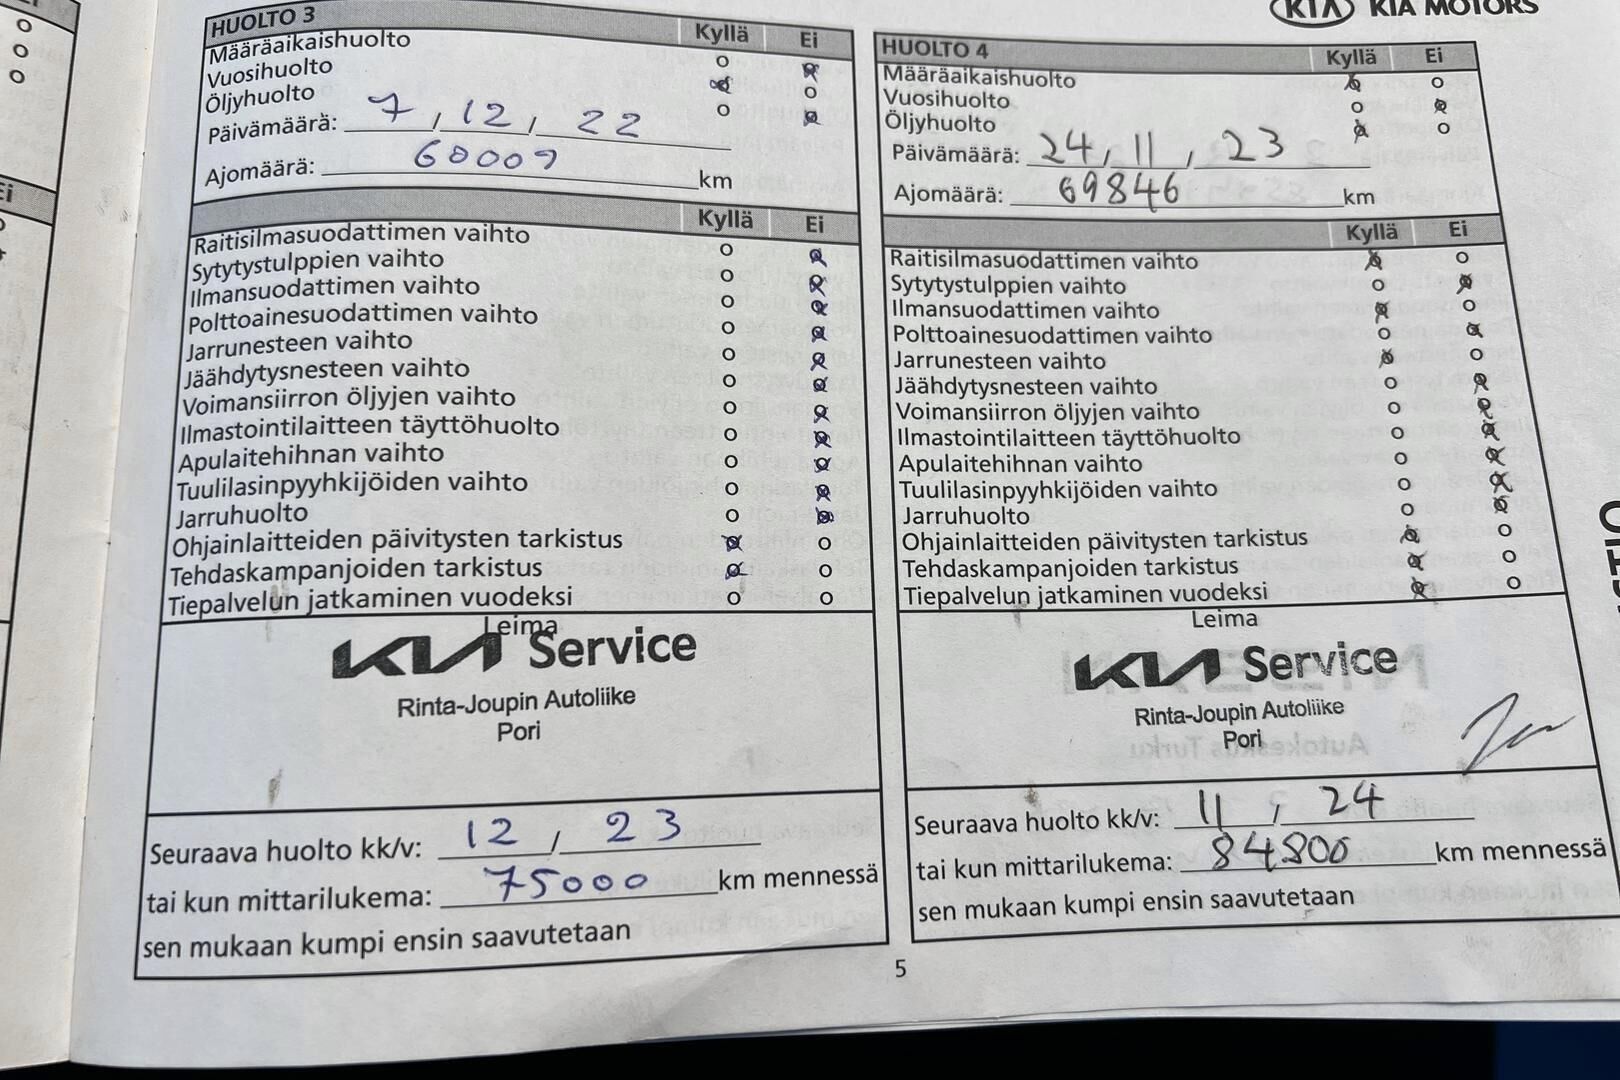 KIA KIA MOTORS
HUOLTO 3 Kyllä Ei
Määräaikaishuolto
Vuosihuolto
Öljyhuolto
Päivämäärä: 7, 12, 22
Ajomäärä: 60009 km
Kyllä Ei
Raitisilmasuodattimen vaihto
Sytytystulppien vaihto
Ilmansuodattimen vaihto
Polttoainesuodattimen vaihto
Jarrunesteen vaihto
Jäähdytysnesteen vaihto
Voimansiirron öljyjen vaihto
Ilmastointilaitteen täyttöhuolto
Apulaitehihnan vaihto
Tuulilasinpyyhkijöiden vaihto
Jarruhuolto
Ohjainlaitteiden päivitysten tarkistus
Tehdaskampanjoiden tarkistus
Tiepalvelun jatkaminen vuodeksi
Leima
KIA Service
Rinta-Joupin Autoliike
Pori
Seuraava huolto kk/v: 12 / 23
tai kun mittarilukema: 75000 km mennessä
sen mukaan kumpi ensin saavutetaan
HUOLTO 4 Kyllä Ei
Määräaikaishuolto
Vuosihuolto
Öljyhuolto
Päivämäärä: 24, 11, 23
Ajomäärä: 69846 km
Kyllä Ei
Raitisilmasuodattimen vaihto
Sytytystulppien vaihto
Ilmansuodattimen vaihto
Polttoainesuodattimen vaihto
Jarrunesteen vaihto
Jäähdytysnesteen vaihto
Voimansiirron öljyjen vaihto
Ilmastointilaitteen täyttöhuolto
Apulaitehihnan vaihto
Tuulilasinpyyhkijöiden vaihto
Jarruhuolto
Ohjainlaitteiden päivitysten tarkistus
Tehdaskampanjoiden tarkistus
Tiepalvelun jatkaminen vuodeksi
Leima
KIA Service
Rinta-Joupin Autoliike
Pori
Seuraava huolto kk/v: 11 , 24
tai kun mittarilukema: 84800 km mennessä
sen mukaan kumpi ensin saavutetaan
5